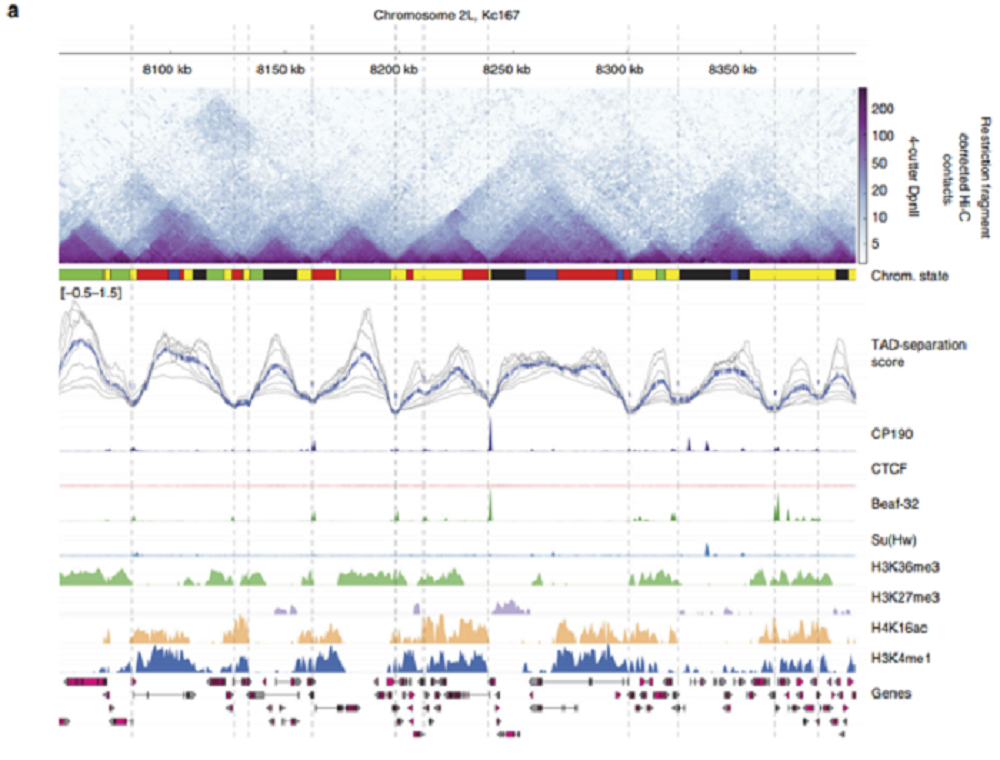 a
Chromosome 2L, Kc167
8100 kb 8150 kb 8200 kb 8250 kb 8300 kb 8350 kb
200
100
50
20
10
5
4-cutter DpnII
Restriction fragment
corrected Hi-C
contacts
Chrom. state
[-0.5–1.5]
TAD-separation
score
CP190
CTCF
Beaf-32
Su(Hw)
H3K36me3
H3K27me3
H4K16ac
H3K4me1
Genes